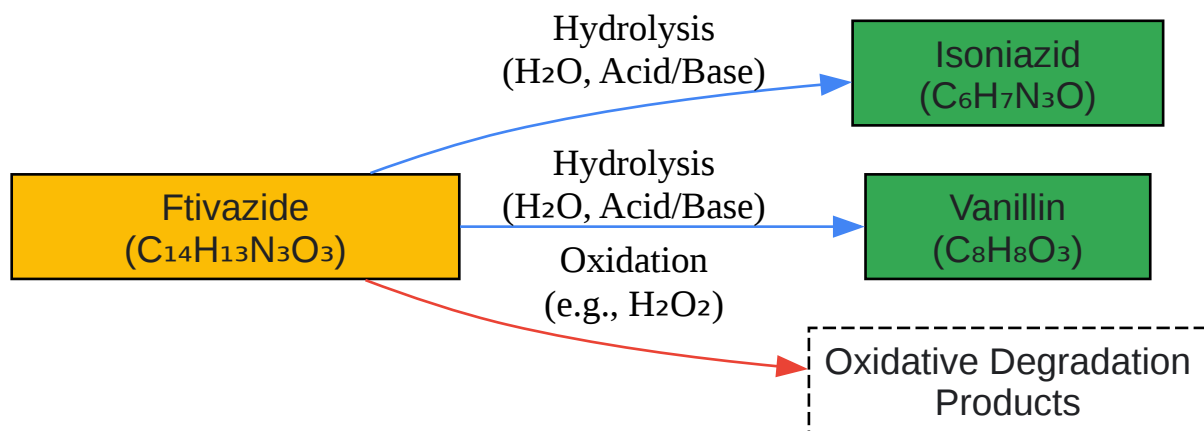 Hydrolysis
(H₂O, Acid/Base)
Isoniazid
(C₆H₇N₃O)
Ftivazide
(C₁₄H₁₃N₃O₃)
Hydrolysis
(H₂O, Acid/Base)
Vanillin
(C₈H₈O₃)
Oxidation
(e.g., H₂O₂)
Oxidative Degradation
Products